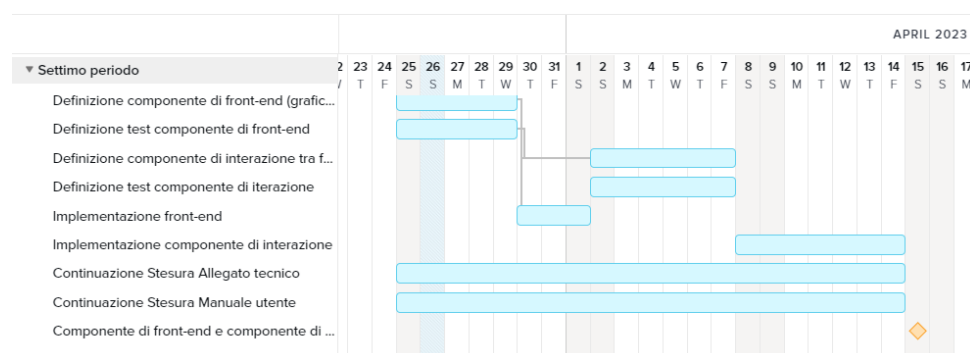 APRIL 2023
23 24 25 26 27 28 29 30 31 1 2 3 4 5 6 7 8 9 10 11 12 13 14 15 16 17
Settimo periodo
T F S S M T W T F S S M T W T F S S M T W T F S S M
Definizione componente di front-end (grafic...
Definizione test componente di front-end
Definizione componente di interazione tra f...
Definizione test componente di iterazione
Implementazione front-end
Implementazione componente di interazione
Continuazione Stesura Allegato tecnico
Continuazione Stesura Manuale utente
Componente di front-end e componente di ...